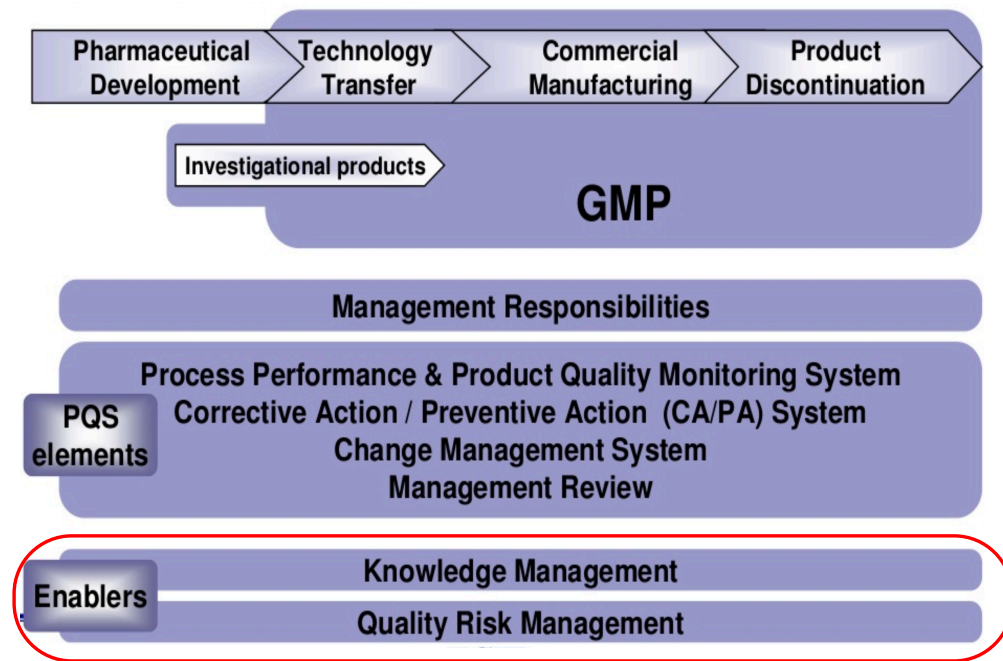 Pharmaceutical
Development
Technology
Transfer
Commercial
Manufacturing
Product
Discontinuation
Investigational products
GMP
Management Responsibilities
PQS
elements
Process Performance & Product Quality Monitoring System
Corrective Action / Preventive Action (CA/PA) System
Change Management System
Management Review
Enablers
Knowledge Management
Quality Risk Management